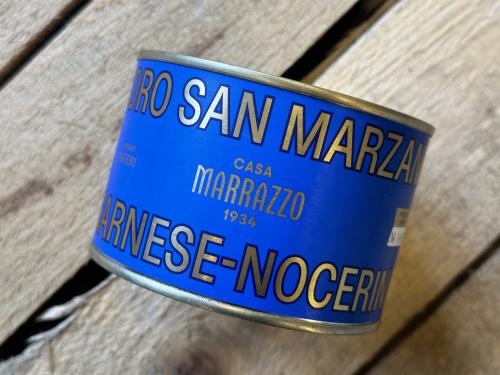 ORO SAN MARZAN
CASA
MARRAZZO
1934
ARNESE-NOCERIN